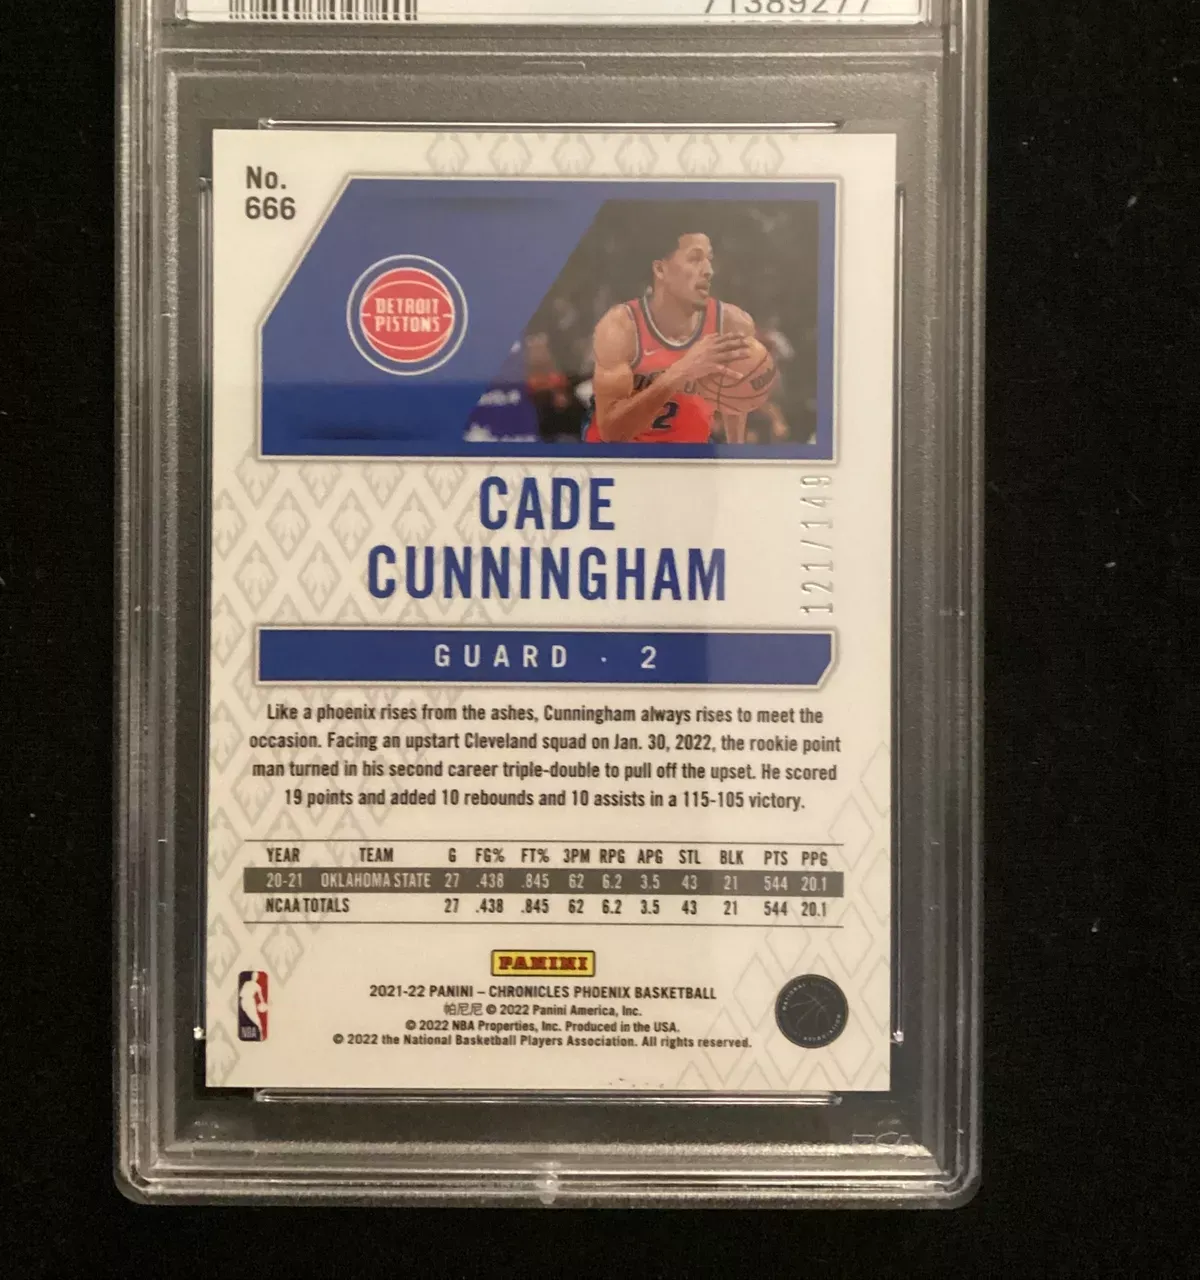 71389277
No.
666
DETROIT
PISTONS
2
CADE
CUNNINGHAM
121/149
GUARD · 2
Like a phoenix rises from the ashes, Cunningham always rises to meet the
occasion. Facing an upstart Cleveland squad on Jan. 30, 2022, the rookie point
man turned in his second career triple-double to pull off the upset. He scored
19 points and added 10 rebounds and 10 assists in a 115-105 victory.
YEAR TEAM G FG% FT% 3PM RPG APG STL BLK PTS PPG
20-21 OKLAHOMA STATE 27 .438 .845 62 6.2 3.5 43 21 544 20.1
NCAA TOTALS 27 .438 .845 62 6.2 3.5 43 21 544 20.1
PANINI
2021-22 PANINI – CHRONICLES PHOENIX BASKETBALL
帕尼尼 © 2022 Panini America, Inc.
© 2022 NBA Properties, Inc. Produced in the USA.
© 2022 the National Basketball Players Association. All rights reserved.
NBA